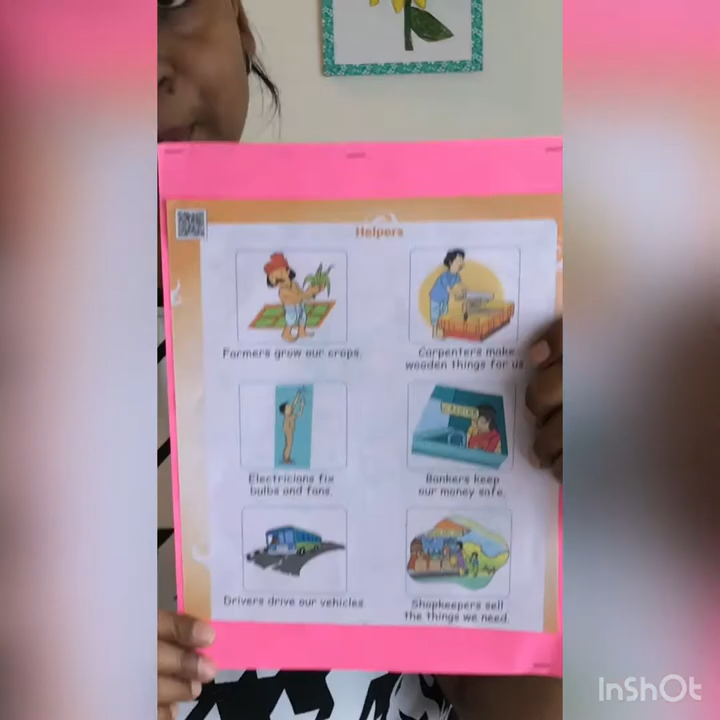 Helpers
Farmers grow our crops.
Carpenters make
wooden things for us.
Electricians fix
bulbs and fans.
Bankers keep
our money safe.
Drivers drive our vehicles
Shopkeepers sell
the things we need.
InShOt